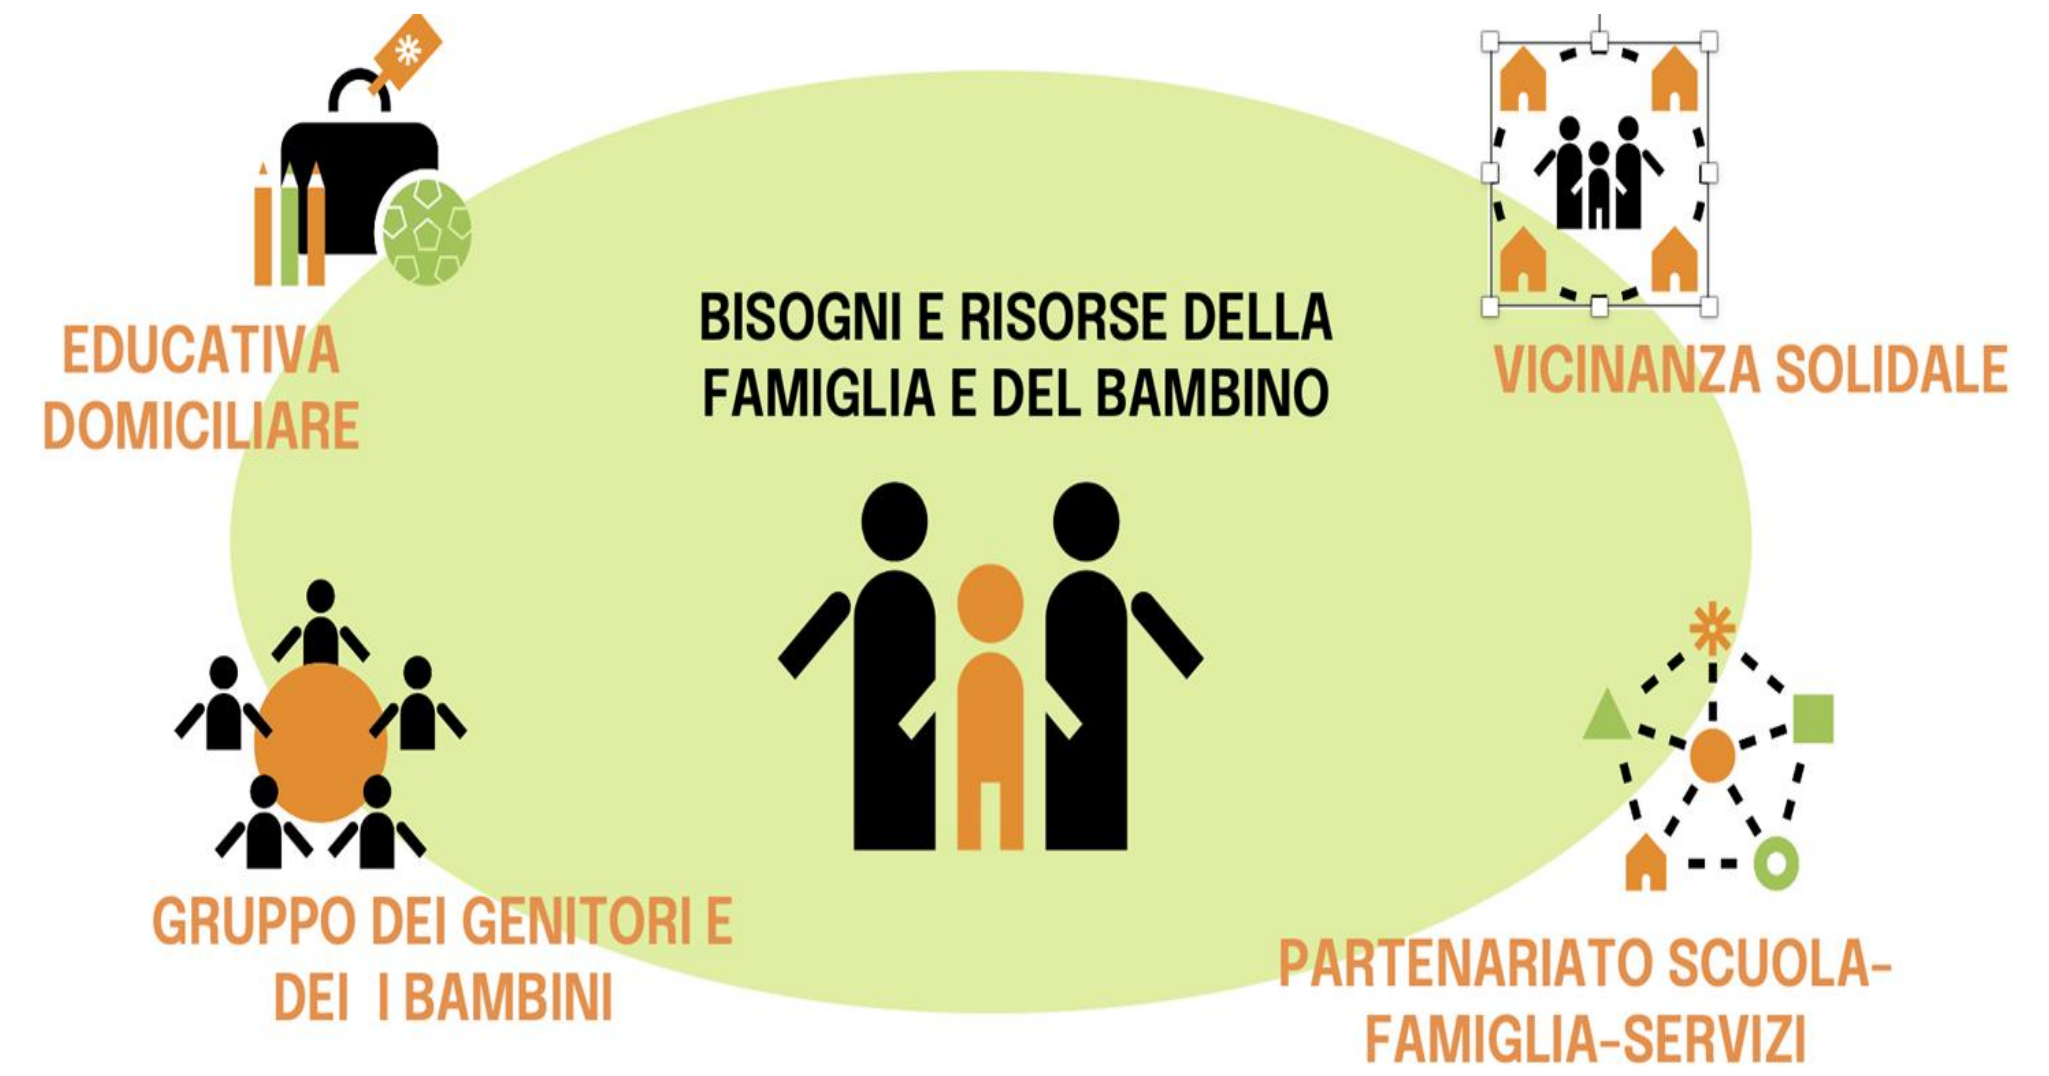 EDUCATIVA
DOMICILIARE
BISOGNI E RISORSE DELLA
FAMIGLIA E DEL BAMBINO
VICINANZA SOLIDALE
GRUPPO DEI GENITORI E
DEI I BAMBINI
PARTENARIATO SCUOLA-
FAMIGLIA-SERVIZI